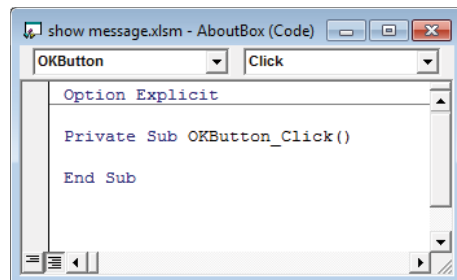 show message.xlsm - AboutBox (Code)
OKButton Click
Option Explicit
Private Sub OKButton_Click()
End Sub